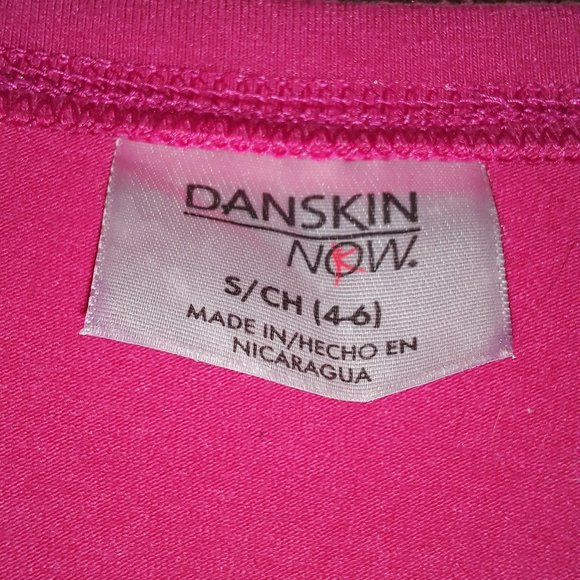 DANSKIN
NOW.
S/CH (4-6)
MADE IN/HECHO EN
NICARAGUA